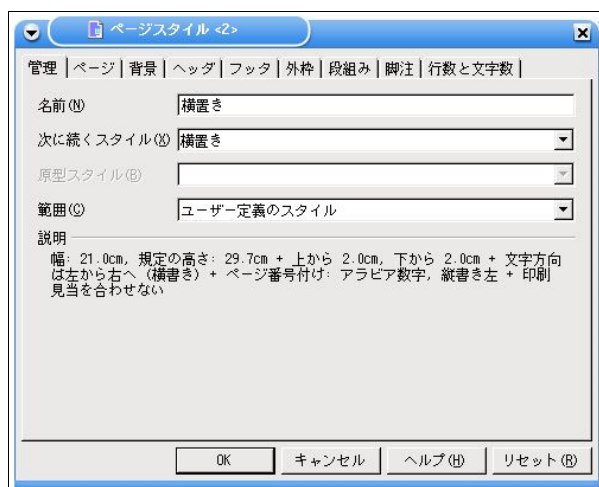 ページスタイル <2>
管理 ページ 背景 ヘッダ フッタ 外枠 段組み 脚注 行数と文字数
名前(N) 横置き
次に続くスタイル(X) 横置き
原型スタイル(B)
範囲(C) ユーザー定義のスタイル
説明
幅: 21.0cm, 規定の高さ: 29.7cm + 上から 2.0cm, 下から 2.0cm + 文字方向
は左から右へ (横書き) + ページ番号付け: アラビア数字, 縦書き左 + 印刷
見当を合わせない
OK キャンセル ヘルプ(H) リセット(R)